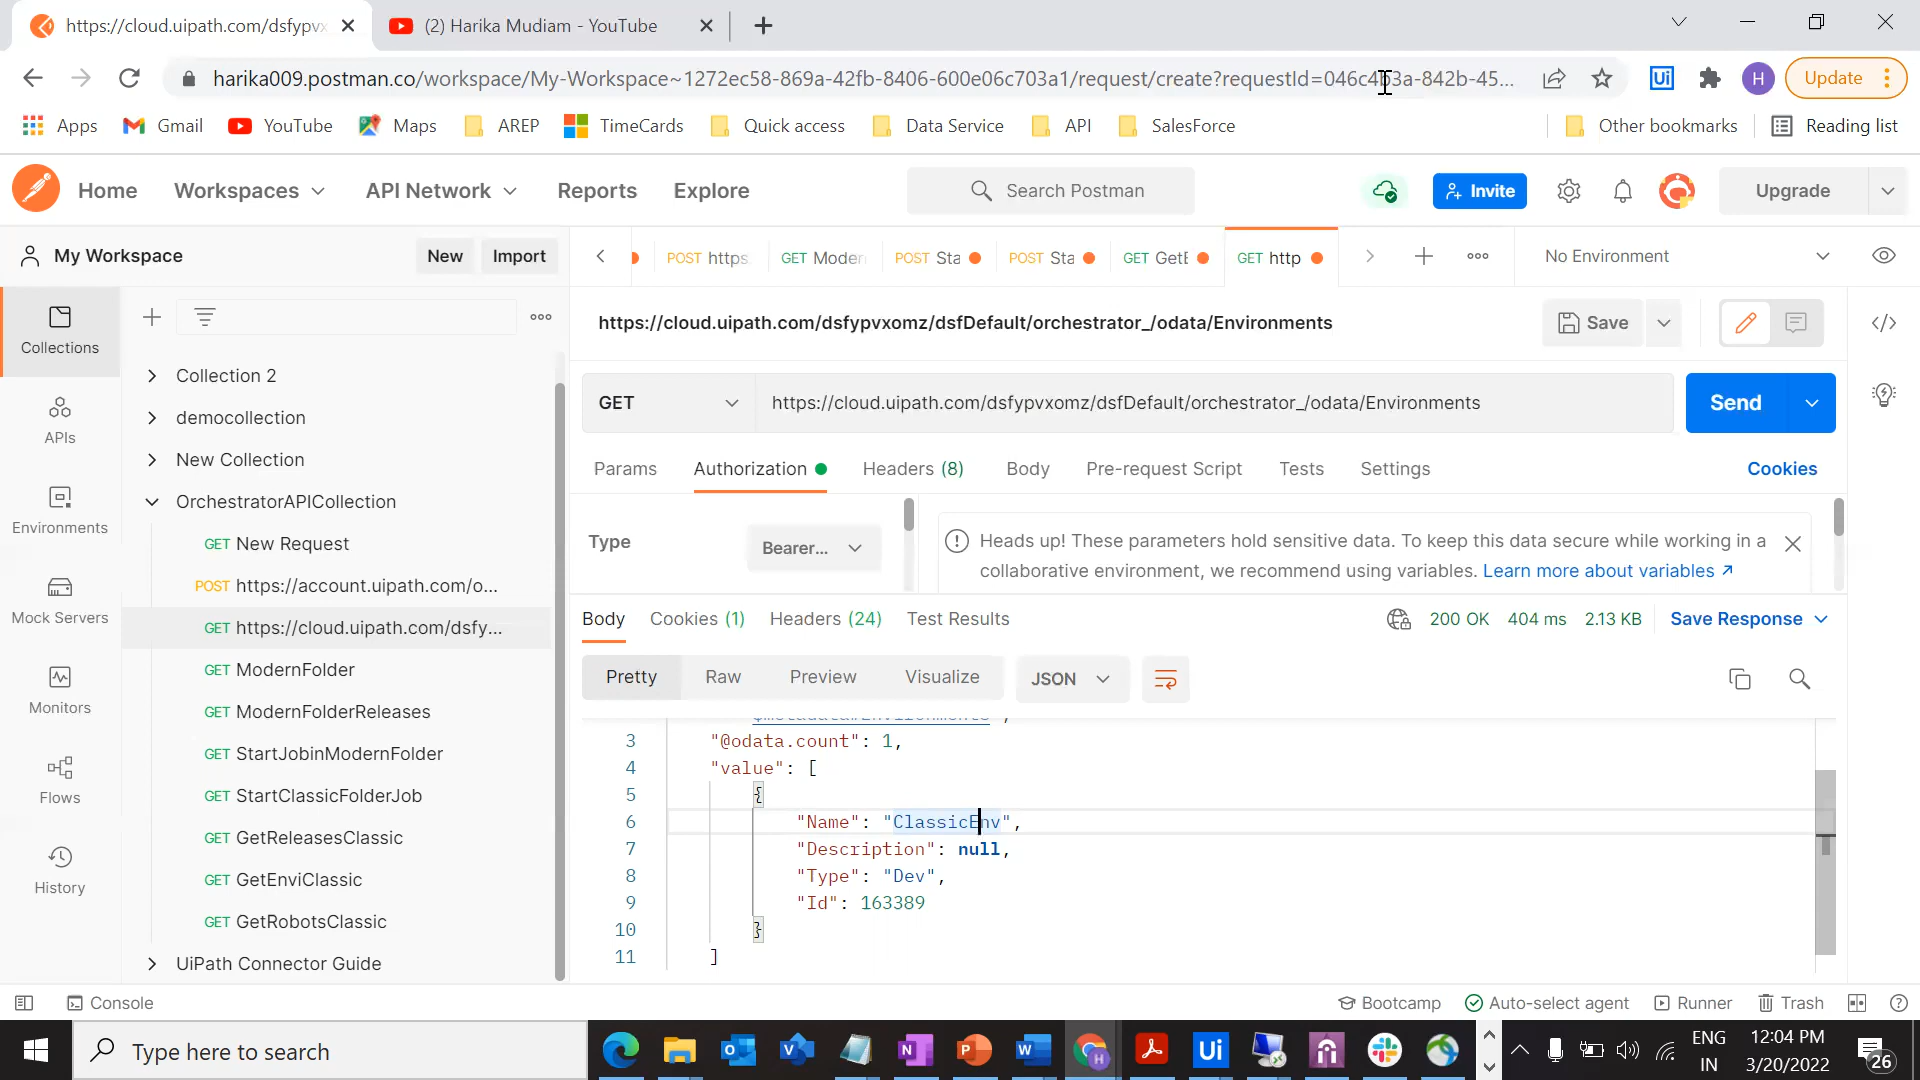 https://cloud.uipath.com/dsfypvx
(2) Harika Mudiam - YouTube
harika009.postman.co/workspace/My-Workspace~1272ec58-869a-42fb-8406-600e06c703a1/request/create?requestId=046c4b3a-842b-45...
Ui
H
Update
Apps
Gmail
YouTube
Maps
AREP
TimeCards
Quick access
Data Service
API
SalesForce
Other bookmarks
Reading list
Home
Workspaces
API Network
Reports
Explore
Search Postman
Invite
Upgrade
My Workspace
New
Import
POST https:
GET Moder
POST Sta
POST Sta
GET GetE
GET http
No Environment
Collections
APIs
Environments
Mock Servers
Monitors
Flows
History
Collection 2
democollection
New Collection
OrchestratorAPICollection
GET New Request
POST https://account.uipath.com/o...
GET https://cloud.uipath.com/dsfy...
GET ModernFolder
GET ModernFolderReleases
GET StartJobinModernFolder
GET StartClassicFolderJob
GET GetReleasesClassic
GET GetEnviClassic
GET GetRobotsClassic
UiPath Connector Guide
https://cloud.uipath.com/dsfypvxomz/dsfDefault/orchestrator_/odata/Environments
Save
GET
https://cloud.uipath.com/dsfypvxomz/dsfDefault/orchestrator_/odata/Environments
Send
Params
Authorization
Headers (8)
Body
Pre-request Script
Tests
Settings
Cookies
Type
Bearer...
Heads up! These parameters hold sensitive data. To keep this data secure while working in a
collaborative environment, we recommend using variables. Learn more about variables ↗
Body
Cookies (1)
Headers (24)
Test Results
200 OK
404 ms
2.13 KB
Save Response
Pretty
Raw
Preview
Visualize
JSON
$metadata#Environments",
3 "@odata.count": 1,
4 "value": [
5 {
6 "Name": "ClassicEnv",
7 "Description": null,
8 "Type": "Dev",
9 "Id": 163389
10 }
11 ]
Console
Bootcamp
Auto-select agent
Runner
Trash
Type here to search
Ui
ENG
IN
12:04 PM
3/20/2022
26